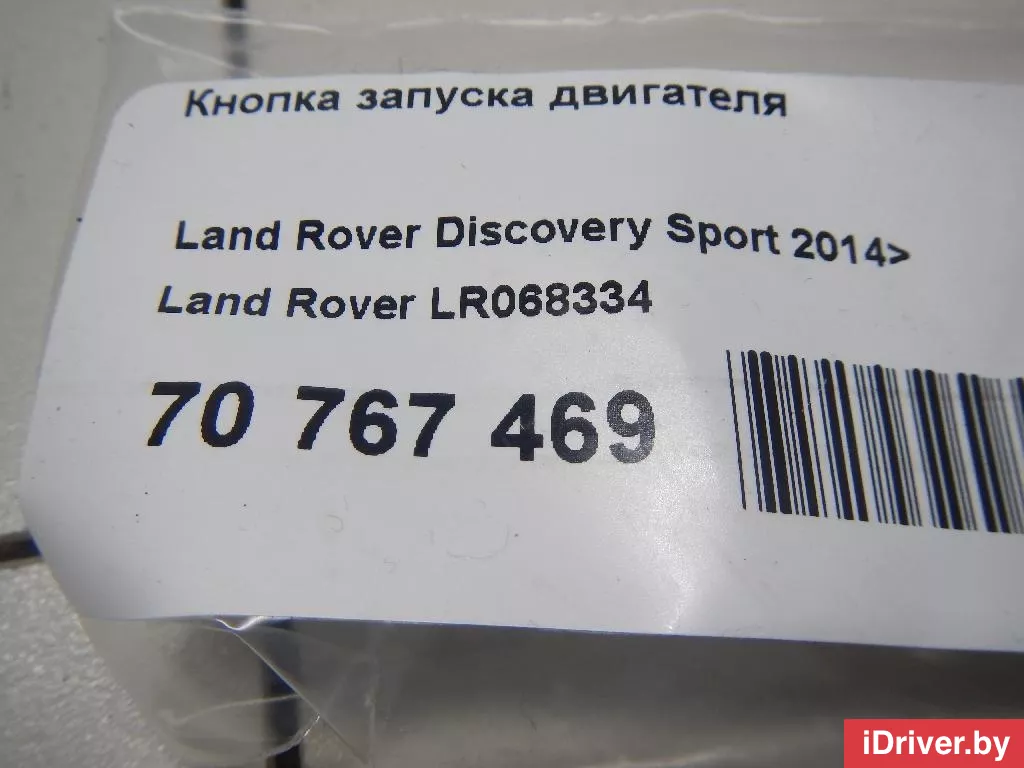 Кнопка запуска двигателя
Land Rover Discovery Sport 2014>
Land Rover LR068334
70 767 469
iDriver.by